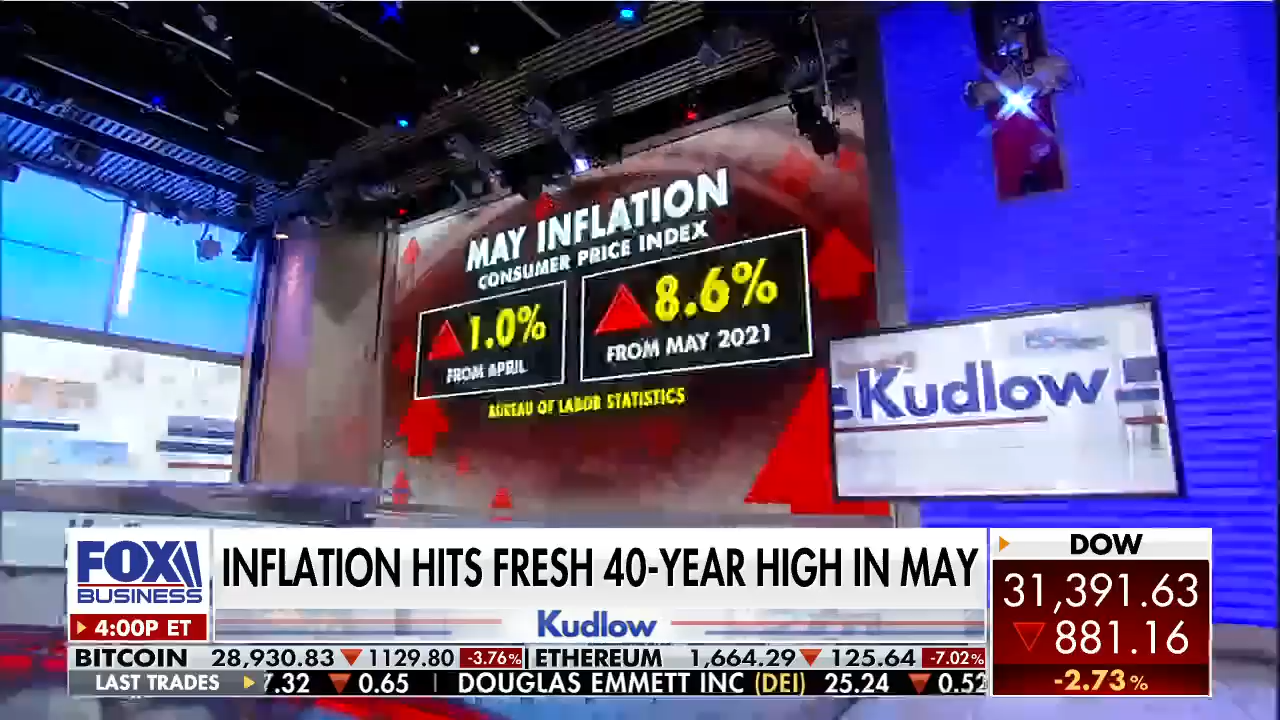 MAY INFLATION
CONSUMER PRICE INDEX
1.0%
FROM APRIL
8.6%
FROM MAY 2021
BUREAU OF LABOR STATISTICS
Kudlow
FOX
BUSINESS
4:00P ET
INFLATION HITS FRESH 40-YEAR HIGH IN MAY
Kudlow
DOW
31,391.63
881.16
-2.73%
BITCOIN 28,930.83 1129.80 -3.76% ETHEREUM 1,664.29 125.64 -7.02%
LAST TRADES 7.32 0.65 DOUGLAS EMMETT INC (DEI) 25.24 0.52